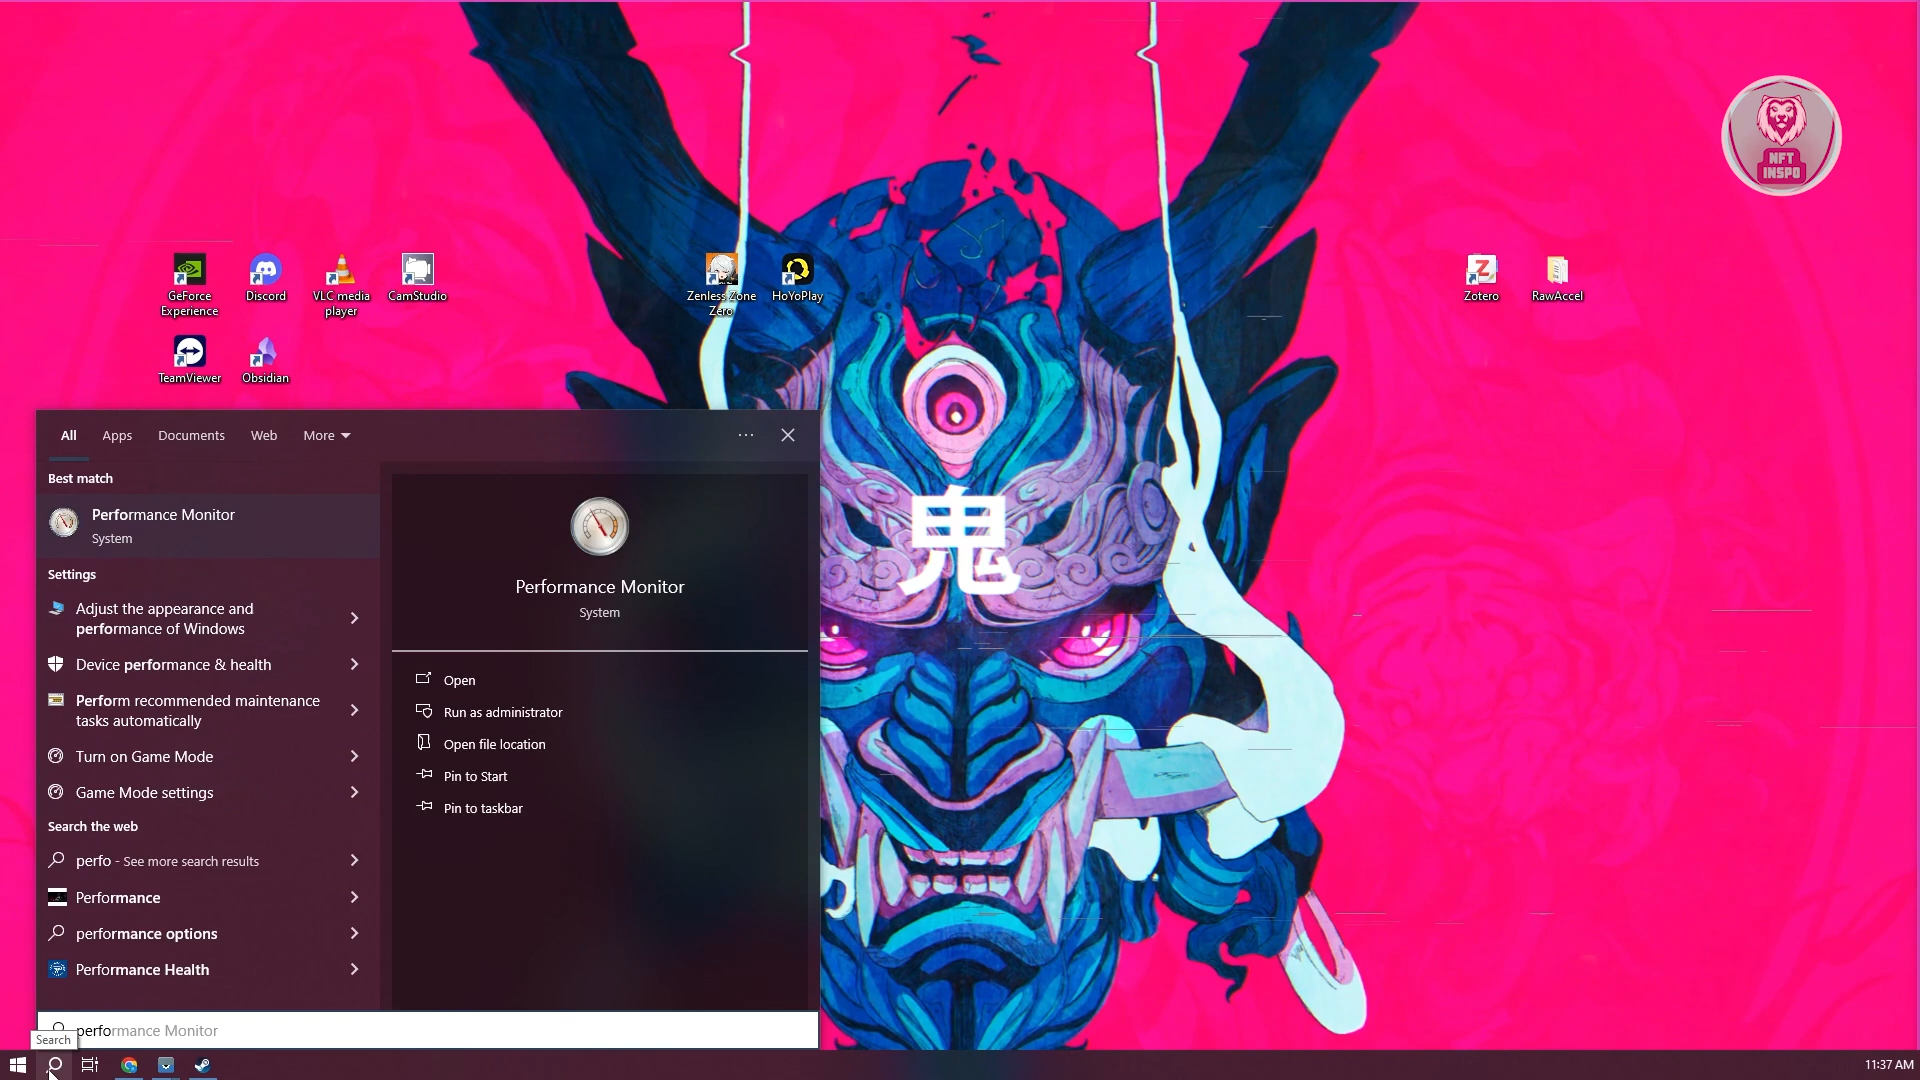 NFT
INSPO
GeForce
Experience
Discord
VLC media
player
CamStudio
Zenless Zone
Zero
HoYoPlay
Zotero
RawAccel
TeamViewer
Obsidian
All
Apps
Documents
Web
More
Best match
Performance Monitor
System
Settings
Adjust the appearance and
performance of Windows
Device performance & health
Perform recommended maintenance
tasks automatically
Turn on Game Mode
Game Mode settings
Search the web
perfo - See more search results
Performance
performance options
Performance Health
Performance Monitor
System
Open
Run as administrator
Open file location
Pin to Start
Pin to taskbar
鬼
performance Monitor
Search
11:37 AM